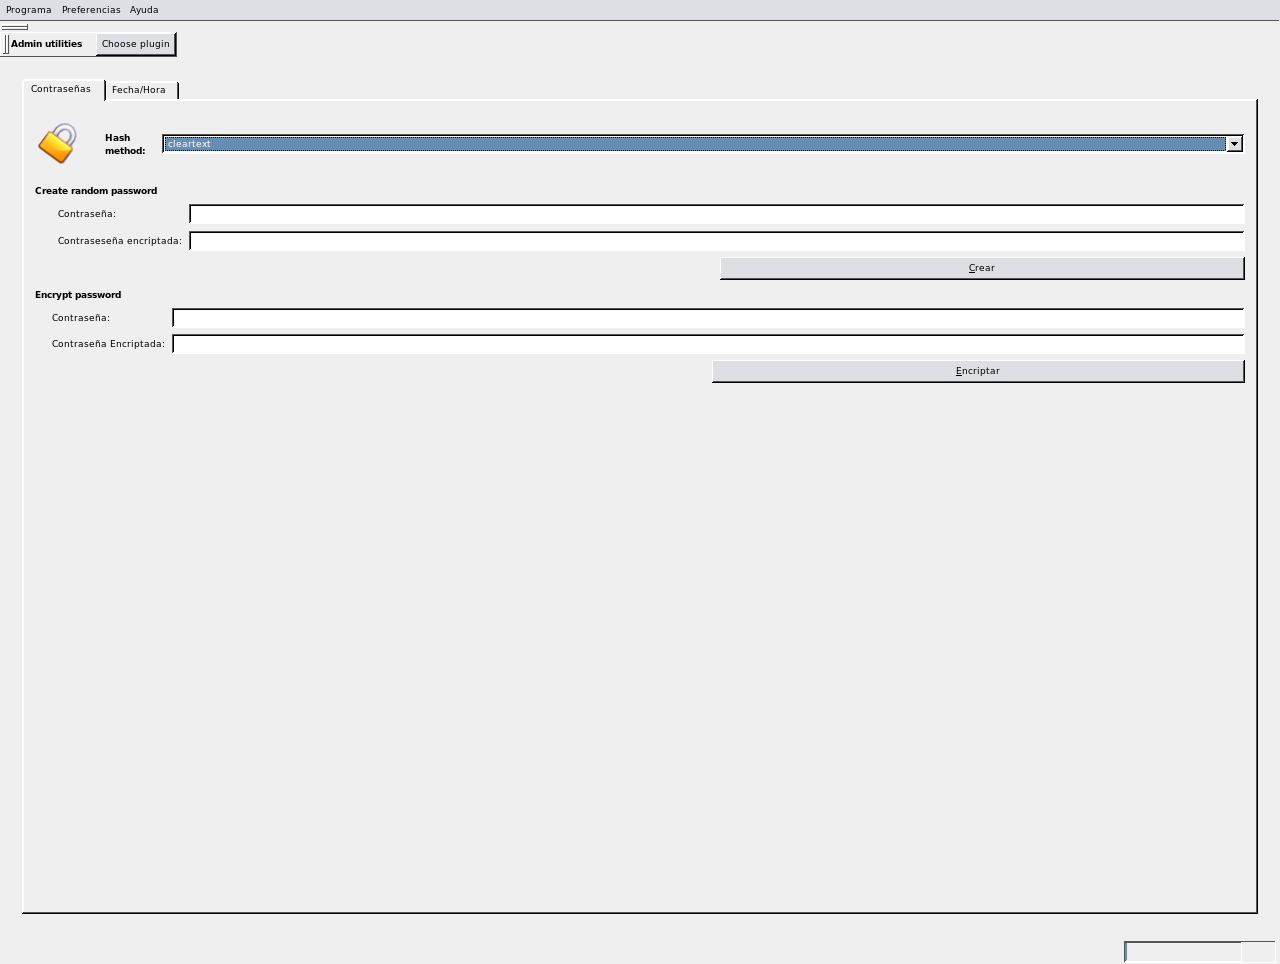 Programa Preferencias Ayuda
Admin utilities Choose plugin
Contraseñas Fecha/Hora
Hash
method:
cleartext
Create random password
Contraseña:
Contraseseña encriptada:
Crear
Encrypt password
Contraseña:
Contraseña Encriptada:
Encriptar